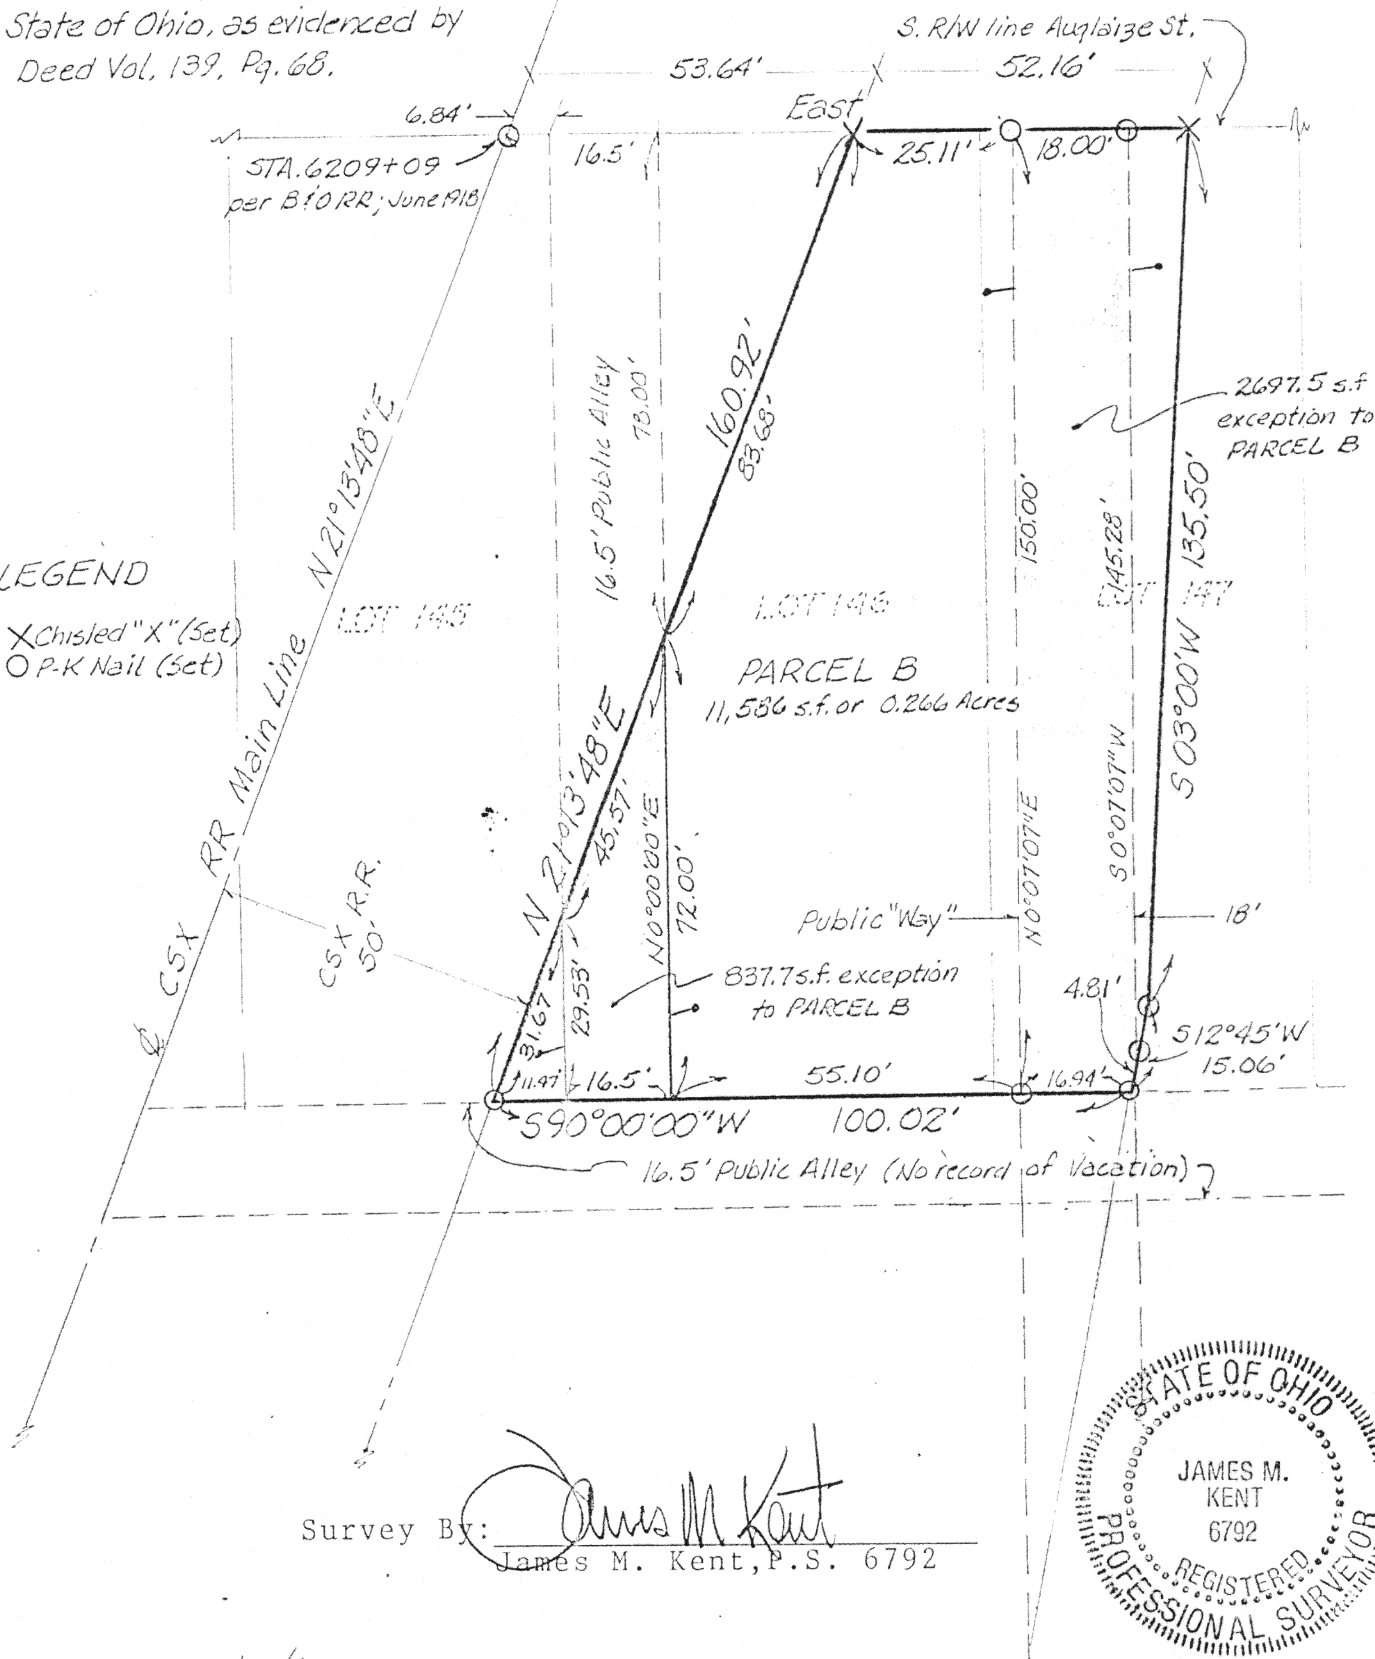 State of Ohio, as evidenced by
Deed Vol. 139, Pg. 68.
S. R/W line Auglaize St.
53.64'
52.16'
6.84'
East
16.5'
25.11'
18.00'
STA. 6209+09
per B&O RR; June 1918
N 21°13'48"E
16.5' Public Alley
78.00'
160.92'
83.68'
2697.5 s.f
exception to
PARCEL B
150.00'
145.28'
S 03°00'W 135.50'
LEGEND
X Chisled "X" (Set)
O P-K Nail (Set)
LOT 145
LOT 146
LOT 147
PARCEL B
11,586 s.f. or 0.266 Acres
CSX RR Main Line
N 21°13'48"E
45.57'
N0°00'00"E
72.00'
N0°07'07"E
S0°07'07"W
CSX R.R.
50'
Public "Way"
18'
837.7 s.f. exception
to PARCEL B
31.67
29.53'
4.81'
S12°45'W
15.06'
11.47'
16.5'
55.10'
16.94'
S90°00'00"W
100.02'
16.5' Public Alley (No record of Vacation)
Survey By:
James M Kent
James M. Kent, P.S. 6792
STATE OF OHIO
JAMES M.
KENT
6792
REGISTERED
PROFESSIONAL SURVEYOR